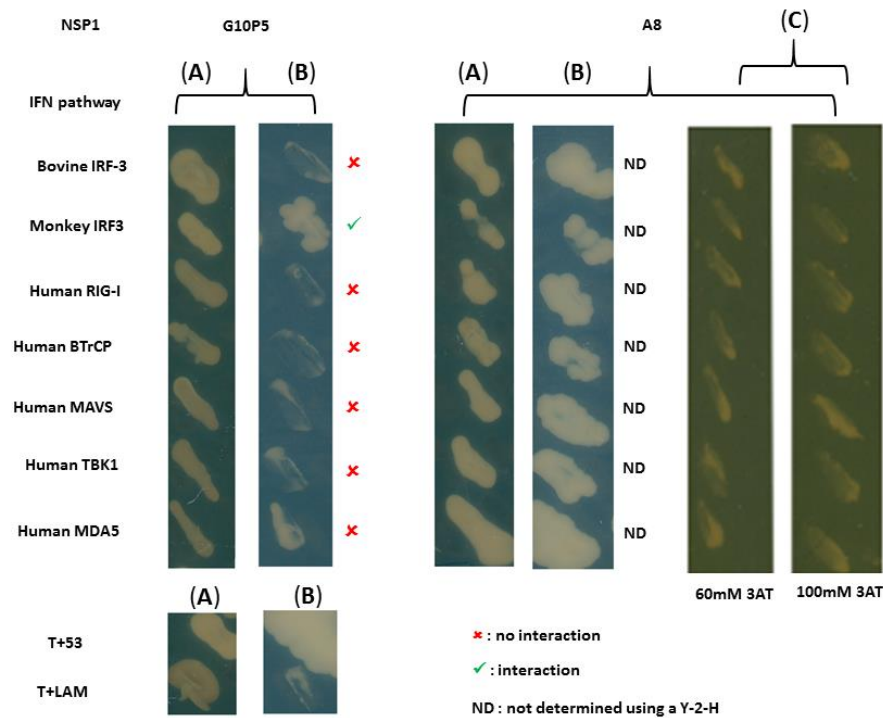 NSP1 G10P5 A8 (C)
(A) (B) (A) (B)
IFN pathway
Bovine IRF-3 ✘ ND
Monkey IRF3 ✓ ND
Human RIG-I ✘ ND
Human BTrCP ✘ ND
Human MAVS ✘ ND
Human TBK1 ✘ ND
Human MDA5 ✘ ND
60mM 3AT 100mM 3AT
(A) (B)
T+53
T+LAM
✘ : no interaction
✓ : interaction
ND : not determined using a Y-2-H